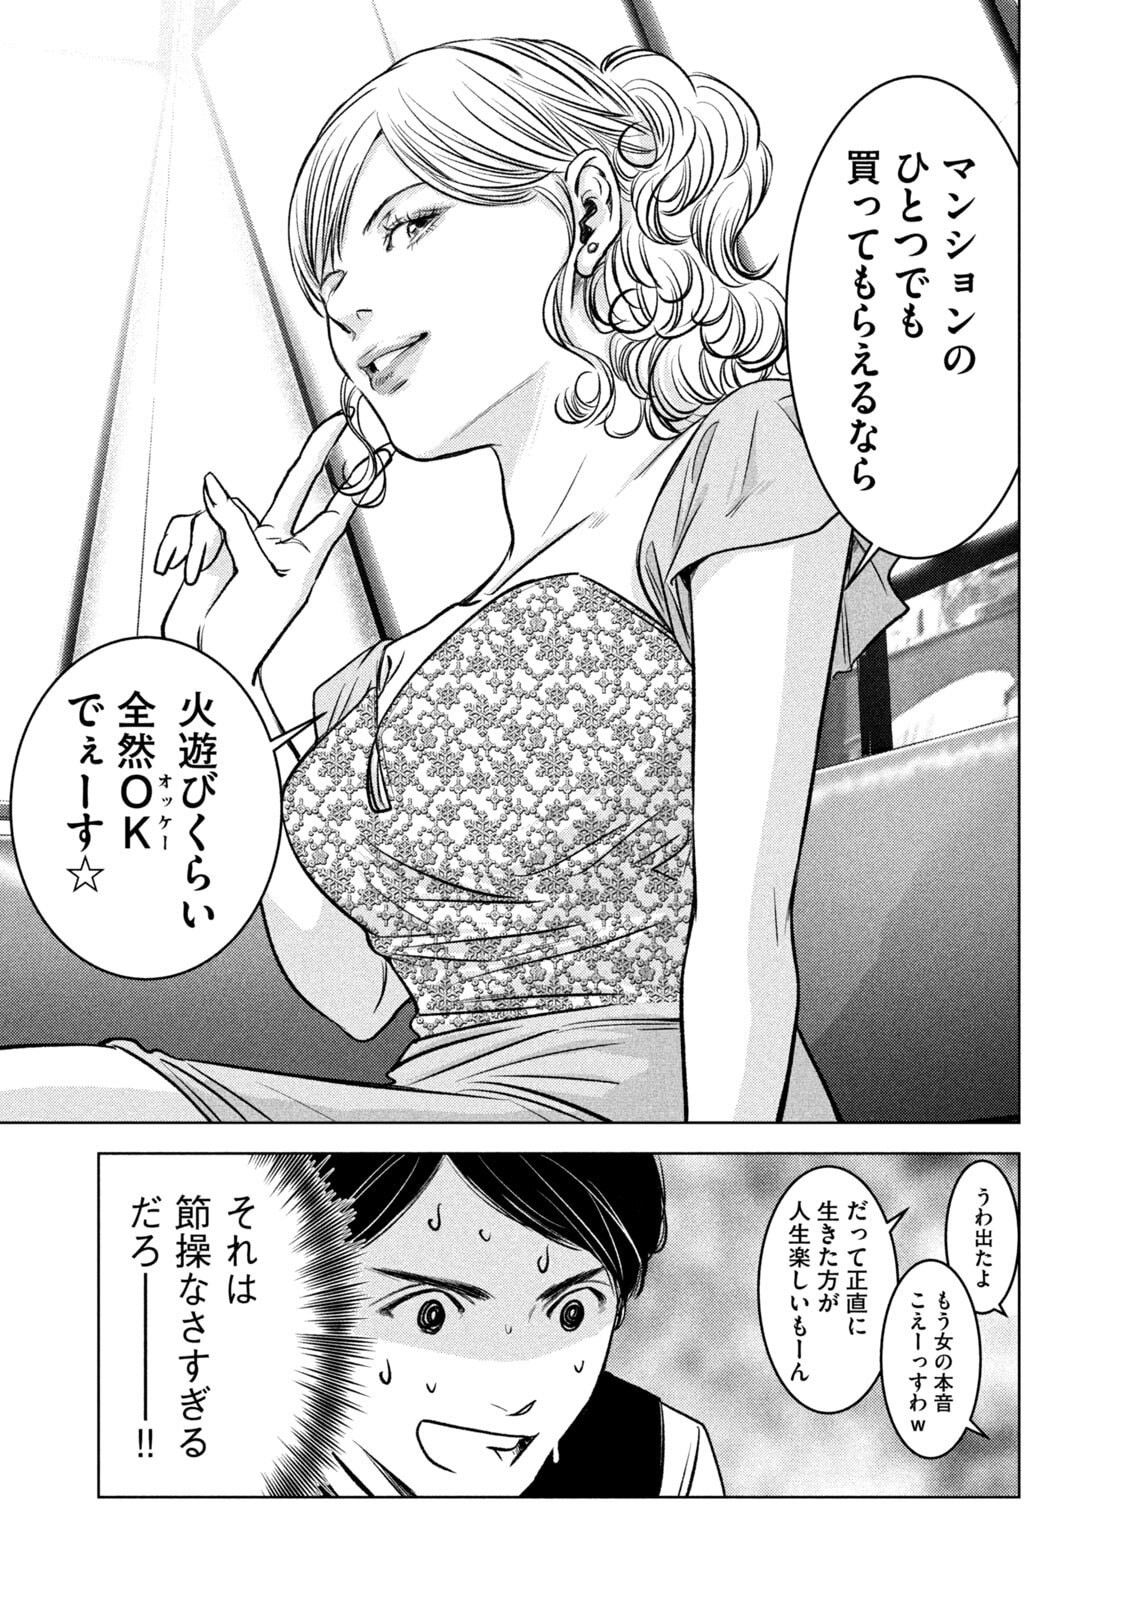 マンションの
ひとつでも
買ってもらえるなら
火遊びくらい
全然OK
オッケー
でぇーす☆
うわ出たよ
もう女の本音
こえーっすわw
だって正直に
生きた方が
人生楽しいもーん
それは
節操なさすぎる
だろーーー!!